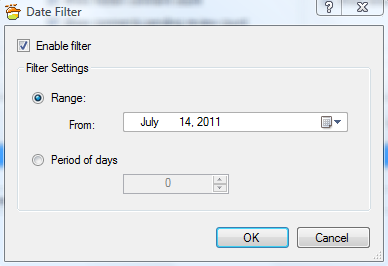 Date Filter
Enable filter
Filter Settings
Range:
From: July 14, 2011
Period of days
0
OK Cancel